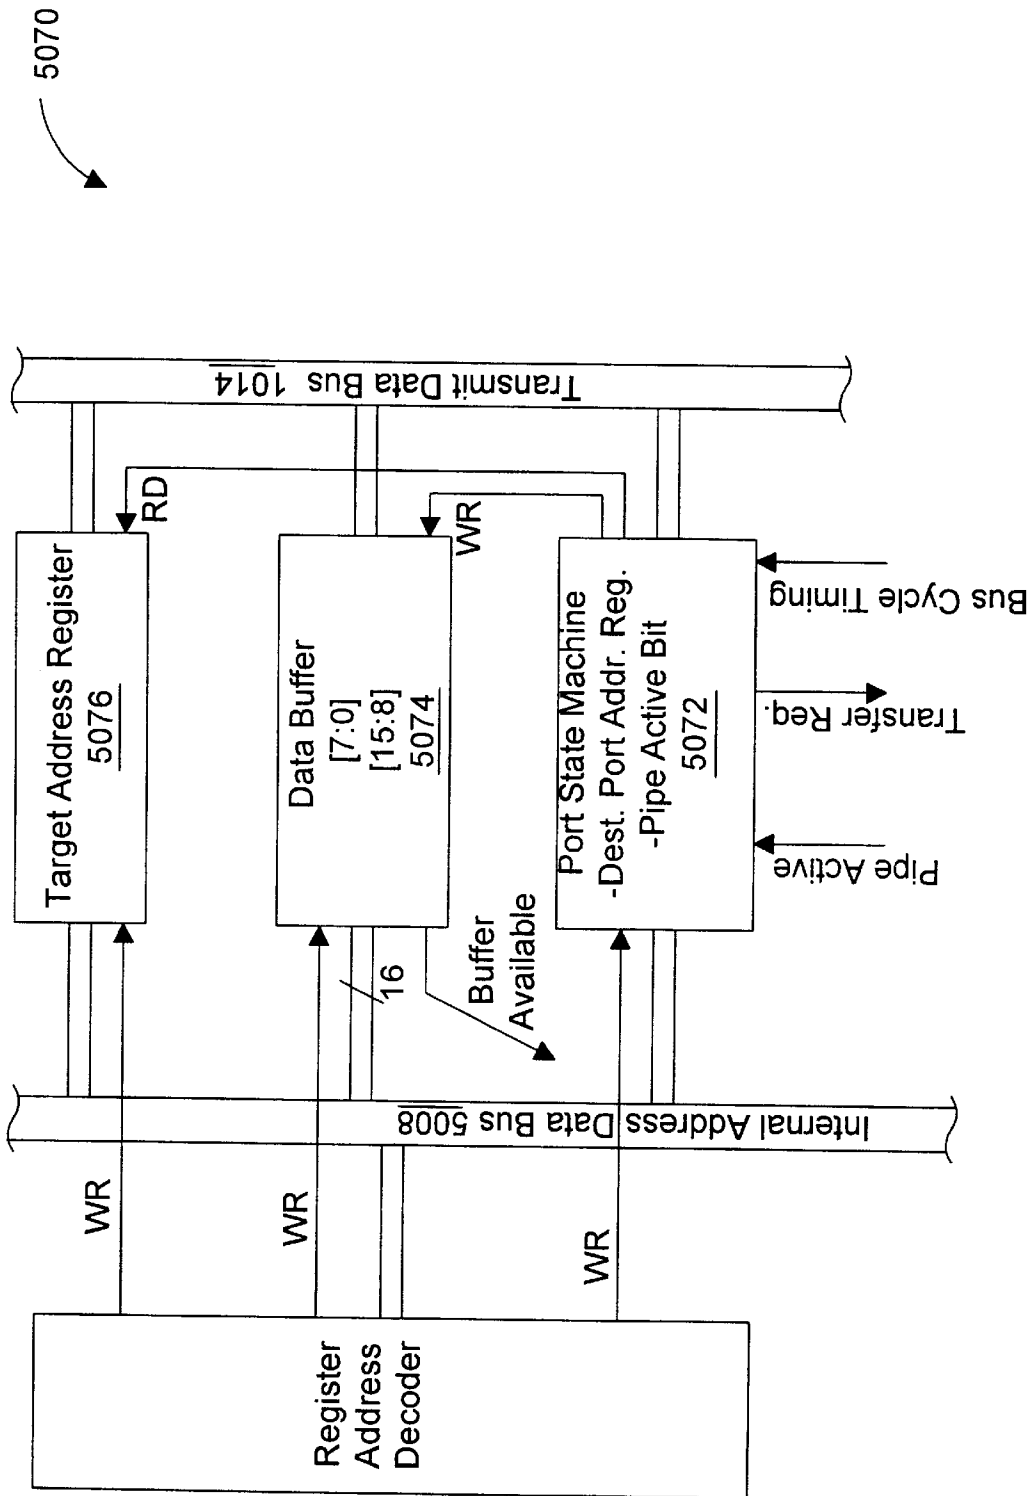 5070
Transmit Data Bus 1014
RD
WR
Target Address Register
5076
Data Buffer
[7:0]
[15:8]
5074
Port State Machine
-Dest. Port Addr. Reg.
-Pipe Active Bit
5072
Bus Cycle Timing
Transfer Req.
Pipe Active
16
Buffer
Available
Internal Address Data Bus 5008
WR
WR
WR
Register
Address
Decoder